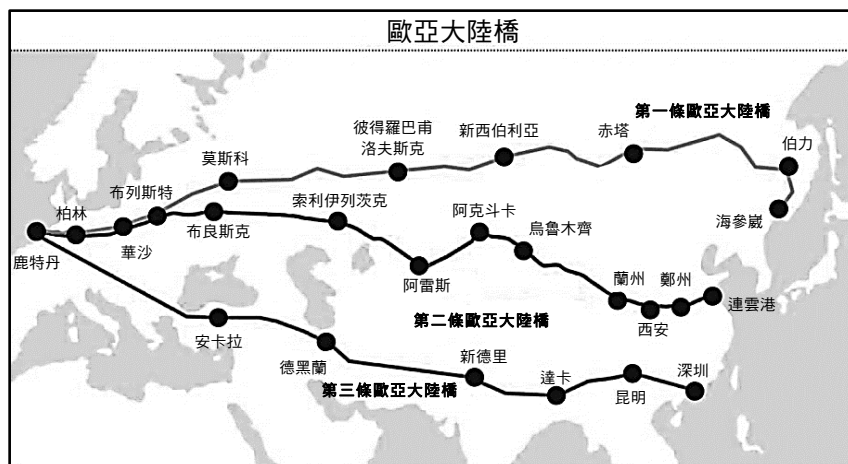 歐亞大陸橋
第一條歐亞大陸橋
彼得羅巴甫
洛夫斯克
新西伯利亞
赤塔
伯力
莫斯科
布列斯特
柏林
索利伊列茨克
阿克斗卡
烏魯木齊
海參崴
鹿特丹
華沙
布良斯克
阿雷斯
蘭州
鄭州
連雲港
西安
第二條歐亞大陸橋
安卡拉
德黑蘭
新德里
第三條歐亞大陸橋
達卡
昆明
深圳